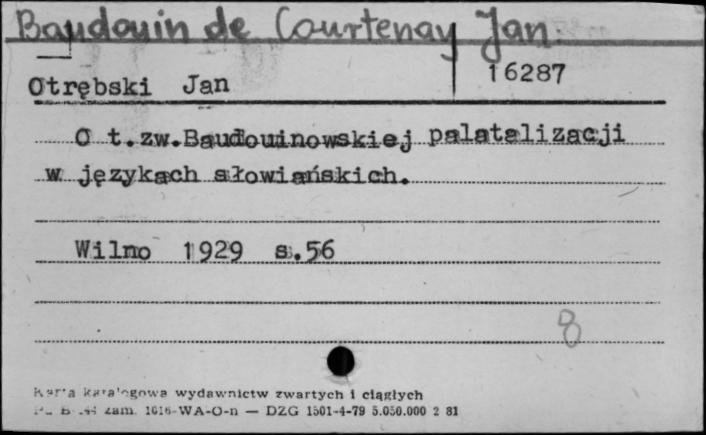 Baudouin de Courtenay Jan
Otrębski Jan
16287
O t.zw.Baudouinowskiej palatalizacji
w językach słowiańskich.
Wilno 1929 s.56
8
Karta katalogowa wydawnictw zwartych i ciągłych
zam. 1616-WA-O-n — DZG 1501-4-79 5.050.000 2 81